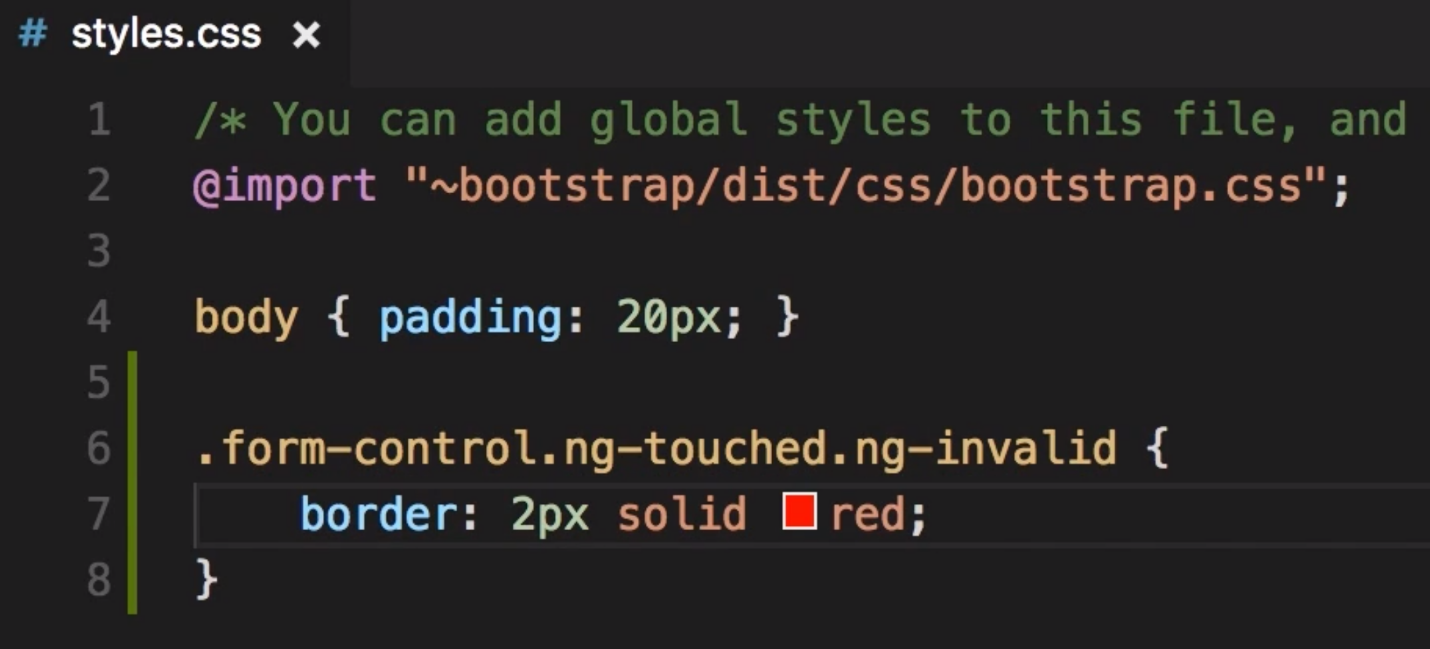 # styles.css ×
1 /* You can add global styles to this file, and
2 @import "~bootstrap/dist/css/bootstrap.css";
3
4 body { padding: 20px; }
5
6 .form-control.ng-touched.ng-invalid {
7     border: 2px solid red;
8 }